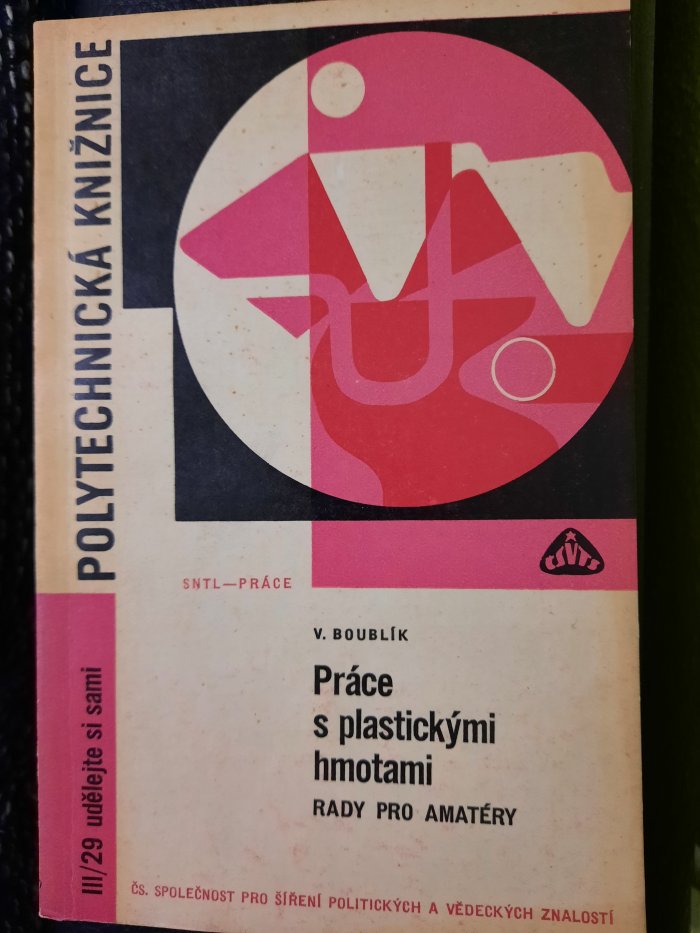 POLYTECHNICKÁ KNIŽNICE
III/29 udělejte si sami
ČSVTS
SNTL—PRÁCE
V. BOUBLÍK
Práce
s plastickými
hmotami
RADY PRO AMATÉRY
ČS. SPOLEČNOST PRO ŠÍŘENÍ POLITICKÝCH A VĚDECKÝCH ZNALOSTÍ